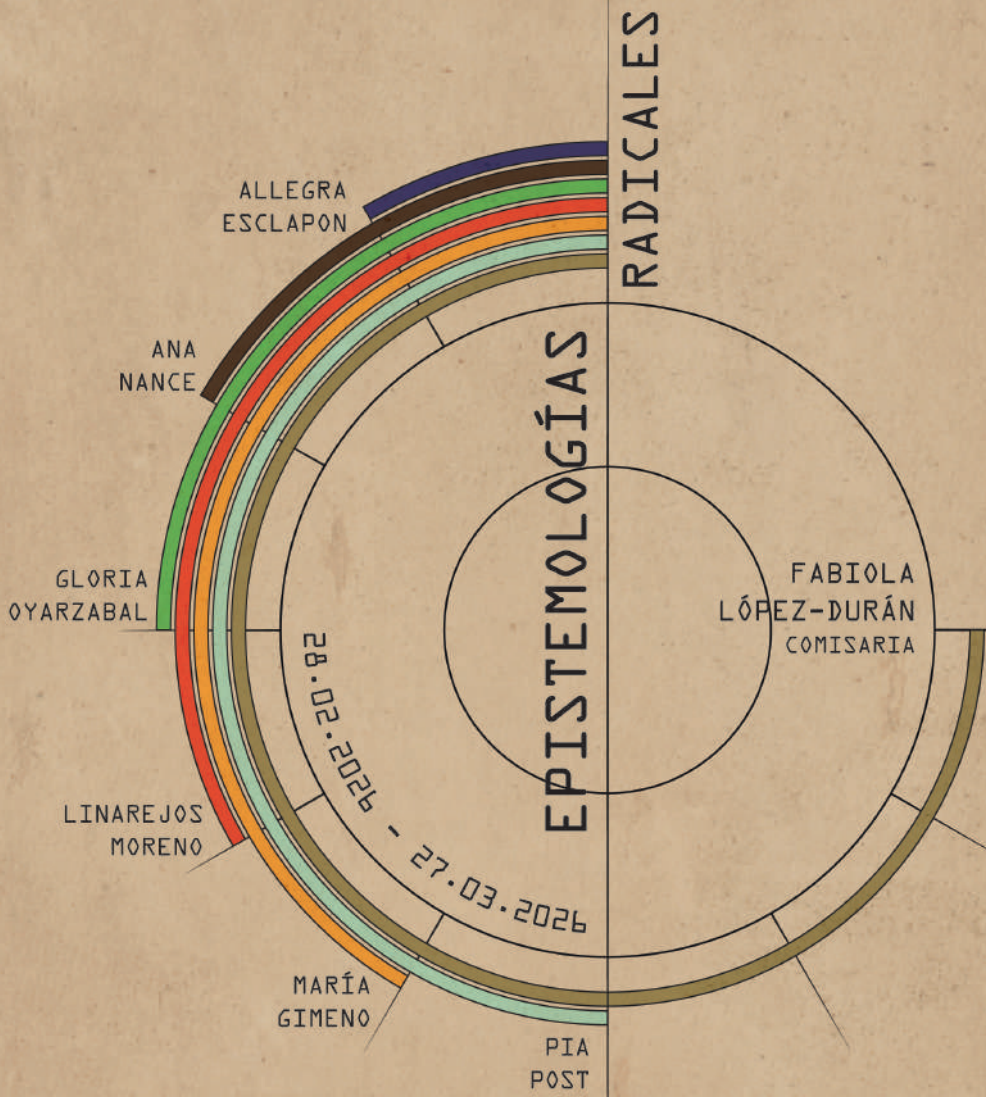 EPISTEMOLOGÍAS
RADICALES
ALLEGRA
ESCLAPON
ANA
NANCE
GLORIA
OYARZABAL
LINAREJOS
MORENO
MARÍA
GIMENO
PIA
POST
FABIOLA
LÓPEZ-DURÁN
COMISARIA
28.02.2026 - 27.03.2026